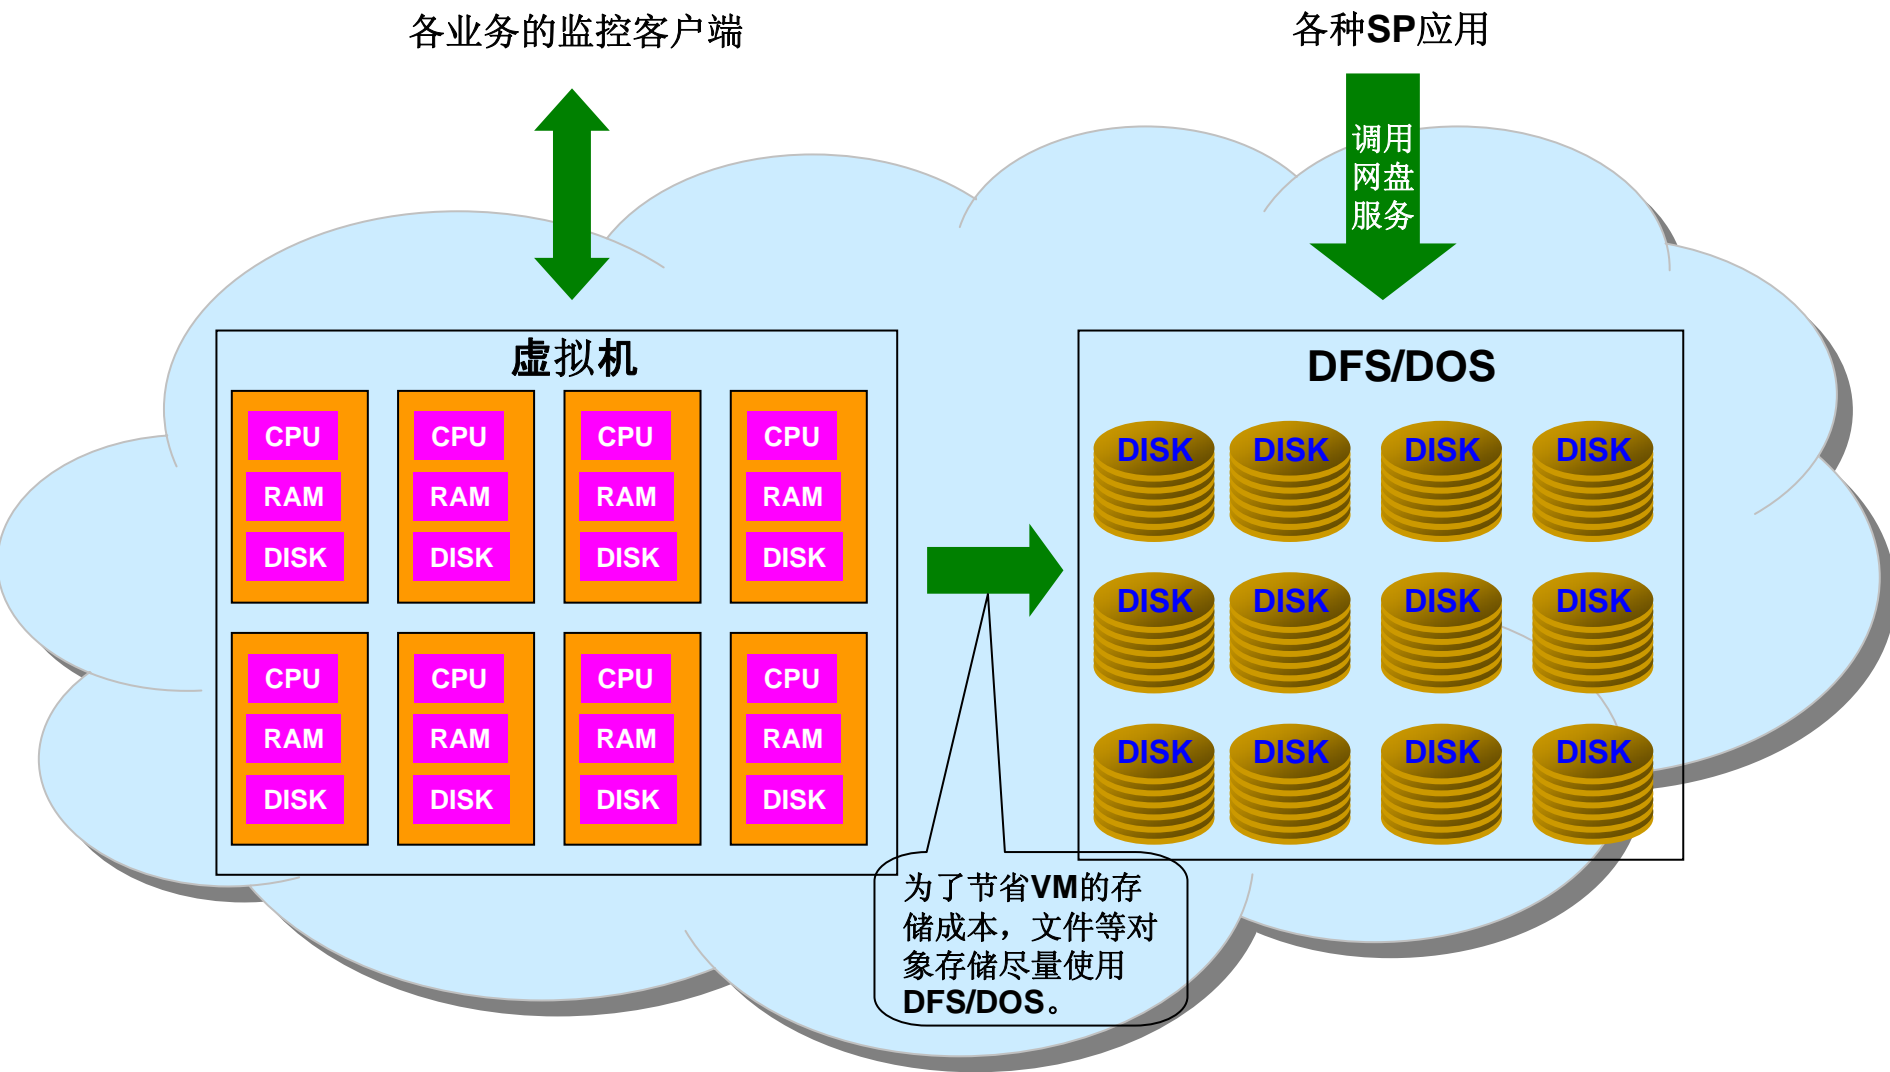 各业务的监控客户端
各种SP应用
调用
网盘
服务
虚拟机
CPU
CPU
CPU
CPU
RAM
RAM
RAM
RAM
DISK
DISK
DISK
DISK
CPU
CPU
CPU
CPU
RAM
RAM
RAM
RAM
DISK
DISK
DISK
DISK
DFS/DOS
DISK
DISK
DISK
DISK
DISK
DISK
DISK
DISK
DISK
DISK
DISK
DISK
为了节省VM的存
储成本，文件等对
象存储尽量使用
DFS/DOS。